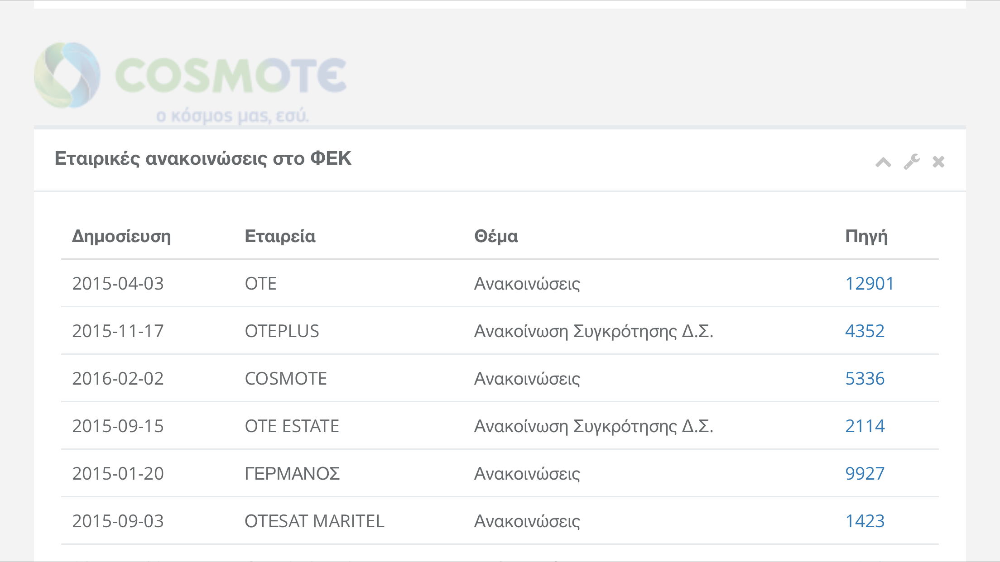 COSMOTE
ο κόσμος μας, εσύ.
Εταιρικές ανακοινώσεις στο ΦΕΚ
Δημοσίευση Εταιρεία Θέμα Πηγή
2015-04-03 ΟΤΕ Ανακοινώσεις 12901
2015-11-17 OTEPLUS Ανακοίνωση Συγκρότησης Δ.Σ. 4352
2016-02-02 COSMOTE Ανακοινώσεις 5336
2015-09-15 OTE ESTATE Ανακοίνωση Συγκρότησης Δ.Σ. 2114
2015-01-20 ΓΕΡΜΑΝΟΣ Ανακοινώσεις 9927
2015-09-03 OTESAT MARITEL Ανακοινώσεις 1423